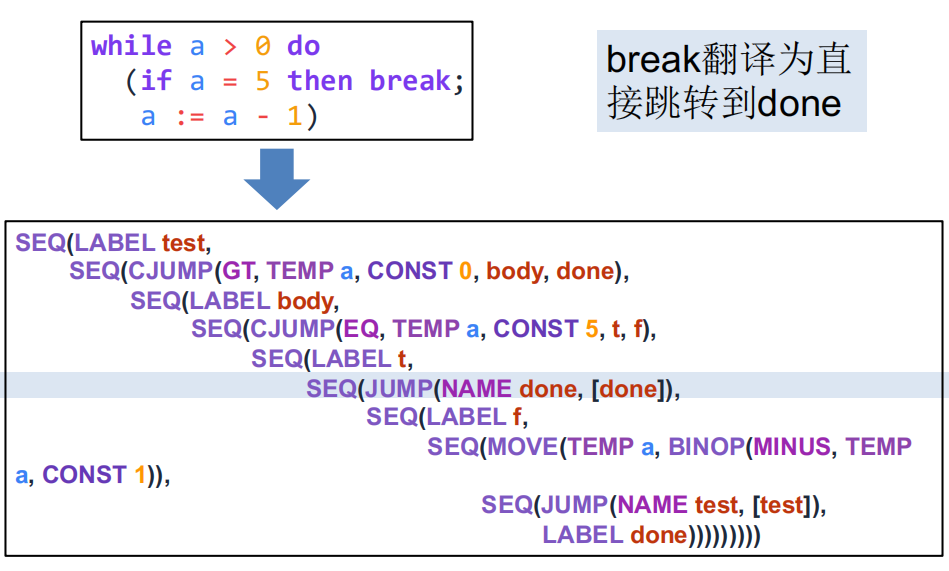 while a > 0 do
(if a = 5 then break;
a := a - 1)
break翻译为直
接跳转到done
SEQ(LABEL test,
SEQ(CJUMP(GT, TEMP a, CONST 0, body, done),
SEQ(LABEL body,
SEQ(CJUMP(EQ, TEMP a, CONST 5, t, f),
SEQ(LABEL t,
SEQ(JUMP(NAME done, [done]),
SEQ(LABEL f,
SEQ(MOVE(TEMP a, BINOP(MINUS, TEMP
a, CONST 1)),
SEQ(JUMP(NAME test, [test]),
LABEL done)))))))))